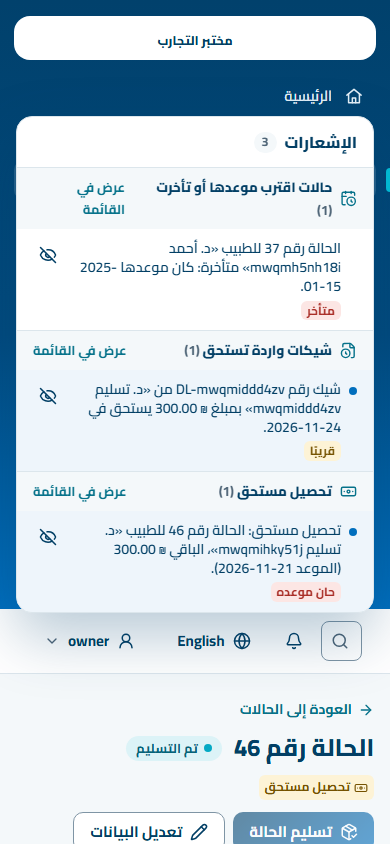 مختبر التجارب
الرئيسية
الإشعارات 3
حالات اقترب موعدها أو تأخرت (1)
عرض في القائمة
الحالة رقم 37 للطبيب «د. أحمد
mwqmh5nh18i» متأخرة: كان موعدها 2025-
01-15.
متأخر
شيكات واردة تستحق (1)
عرض في القائمة
شيك رقم DL-mwqmiddd4zv من «د. تسليم
mwqmiddd4zv» بمبلغ 300.00 ₪ يستحق في
2026-11-24.
قريبًا
تحصيل مستحق (1)
عرض في القائمة
تحصيل مستحق: الحالة رقم 46 للطبيب «د.
تسليم mwqmihky51j»، الباقي 300.00 ₪
(الموعد 2026-11-21).
حان موعده
English
owner
العودة إلى الحالات
الحالة رقم 46
تم التسليم
تحصيل مستحق
تسليم الحالة
تعديل البيانات